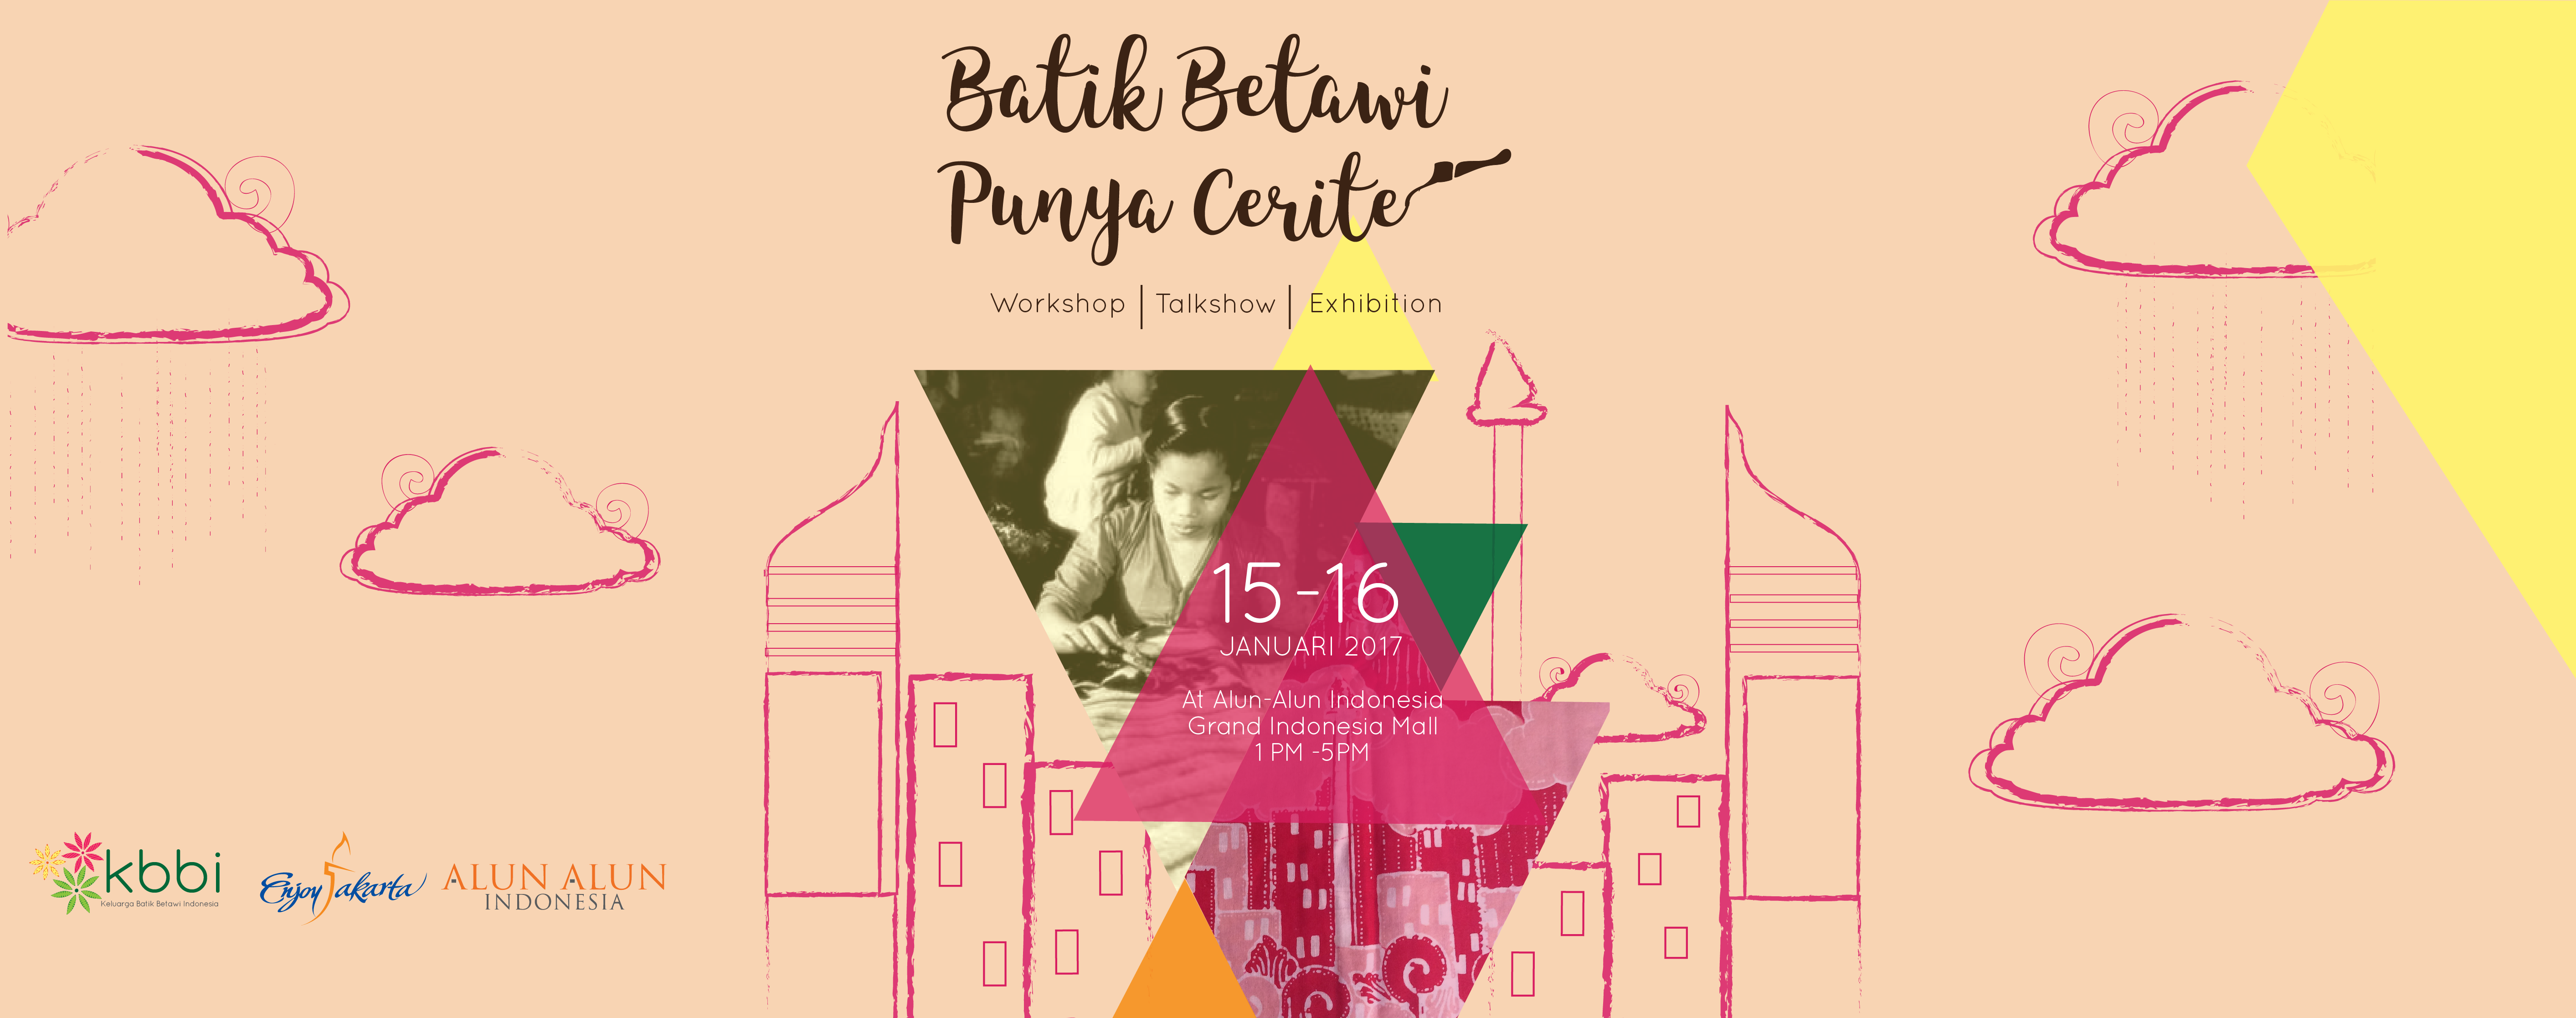 Batik Betawi
Punya Cerite
Workshop | Talkshow | Exhibition
15-16
JANUARI 2017
At Alun-Alun Indonesia
Grand Indonesia Mall
1 PM -5PM
kbbi
Keluarga Batik Betawi Indonesia
Enjoy Jakarta
ALUN ALUN
INDONESIA